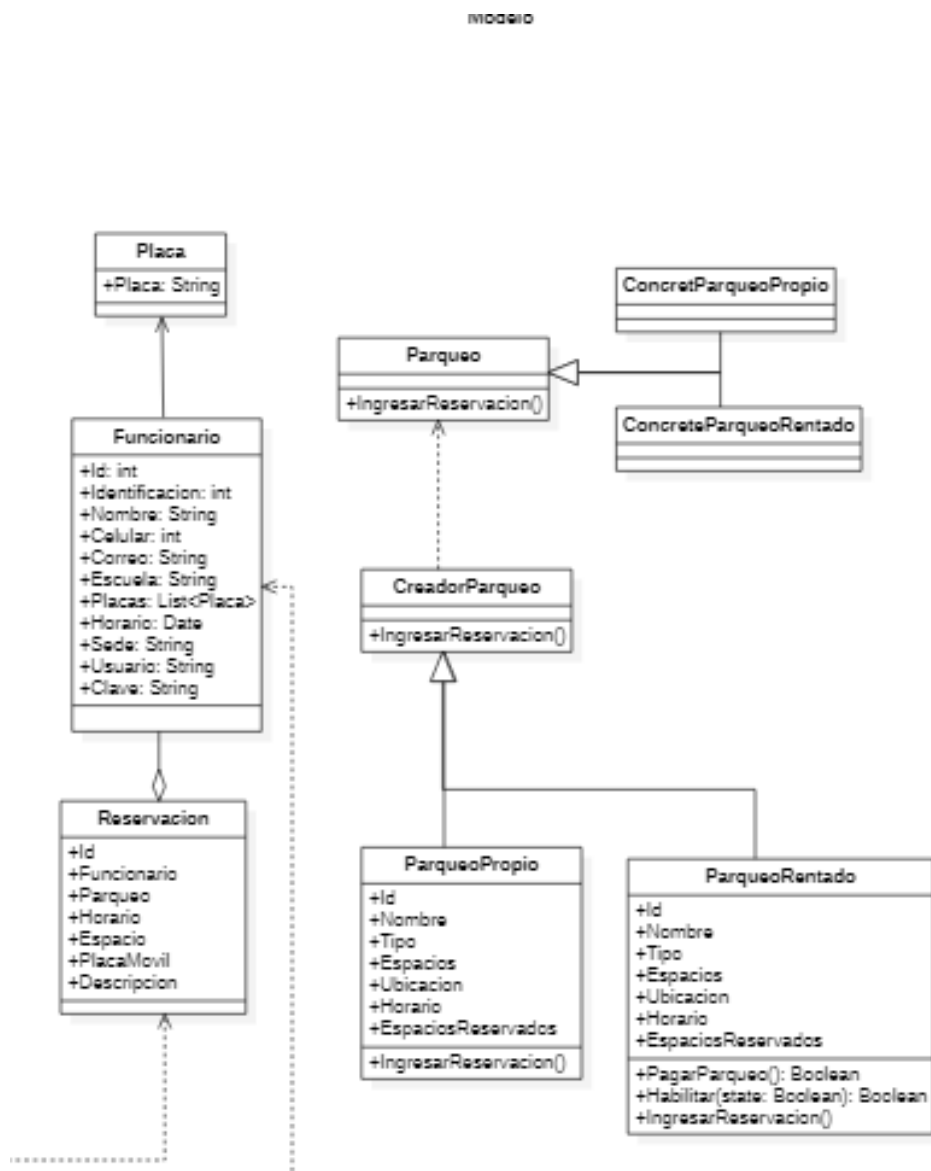 Modelo
Placa
+Placa: String
ConcretParqueoPropio
Parqueo
+IngresarReservacion()
ConcreteParqueoRentado
Funcionario
+Id: int
+Identificacion: int
+Nombre: String
+Celular: int
+Correo: String
+Escuela: String
+Placas: List<Placa>
+Horario: Date
+Sede: String
+Usuario: String
+Clave: String
CreadorParqueo
+IngresarReservacion()
Reservacion
+Id
+Funcionario
+Parqueo
+Horario
+Espacio
+PlacaMovil
+Descripcion
ParqueoPropio
+Id
+Nombre
+Tipo
+Espacios
+Ubicacion
+Horario
+EspaciosReservados
+IngresarReservacion()
ParqueoRentado
+Id
+Nombre
+Tipo
+Espacios
+Ubicacion
+Horario
+EspaciosReservados
+PagarParqueo(): Boolean
+Habilitar(state: Boolean): Boolean
+IngresarReservacion()